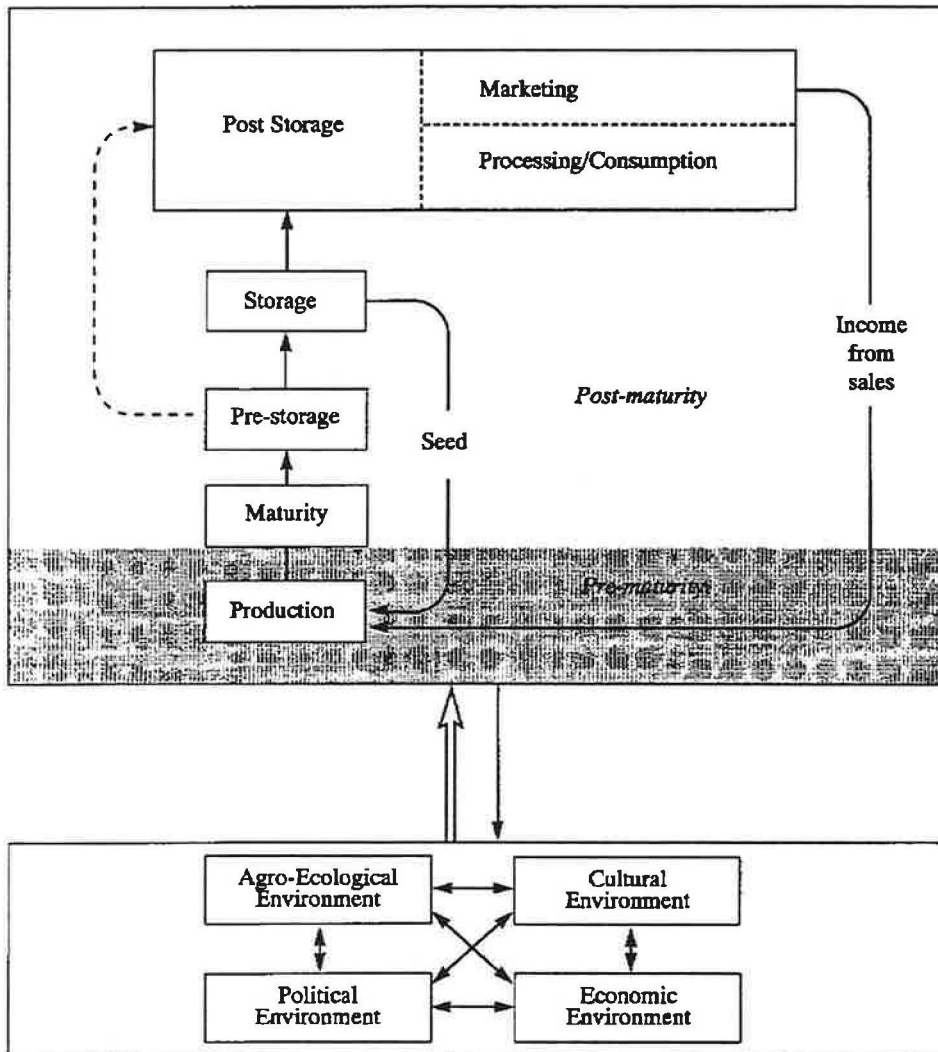 Marketing
Post Storage
Processing/Consumption
Storage
Income
from
sales
Post-maturity
Pre-storage
Seed
Maturity
Pre-maturity
Production
Agro-Ecological
Environment
Cultural
Environment
Political
Environment
Economic
Environment